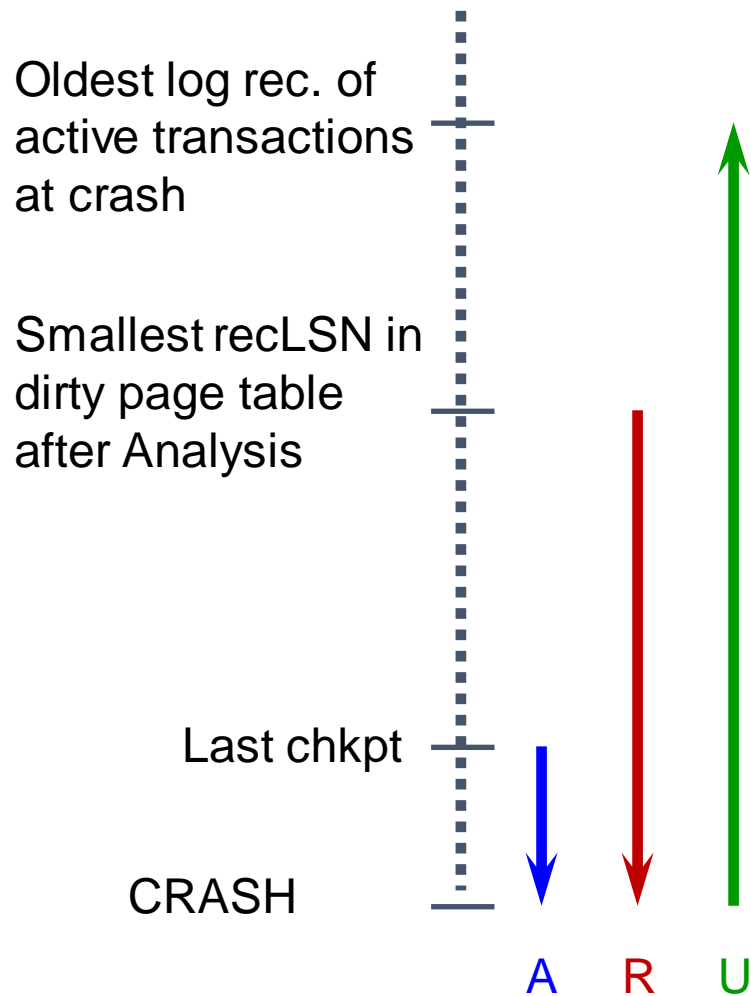 Oldest log rec. of
active transactions
at crash
Smallest recLSN in
dirty page table
after Analysis
Last chkpt
CRASH
A R U